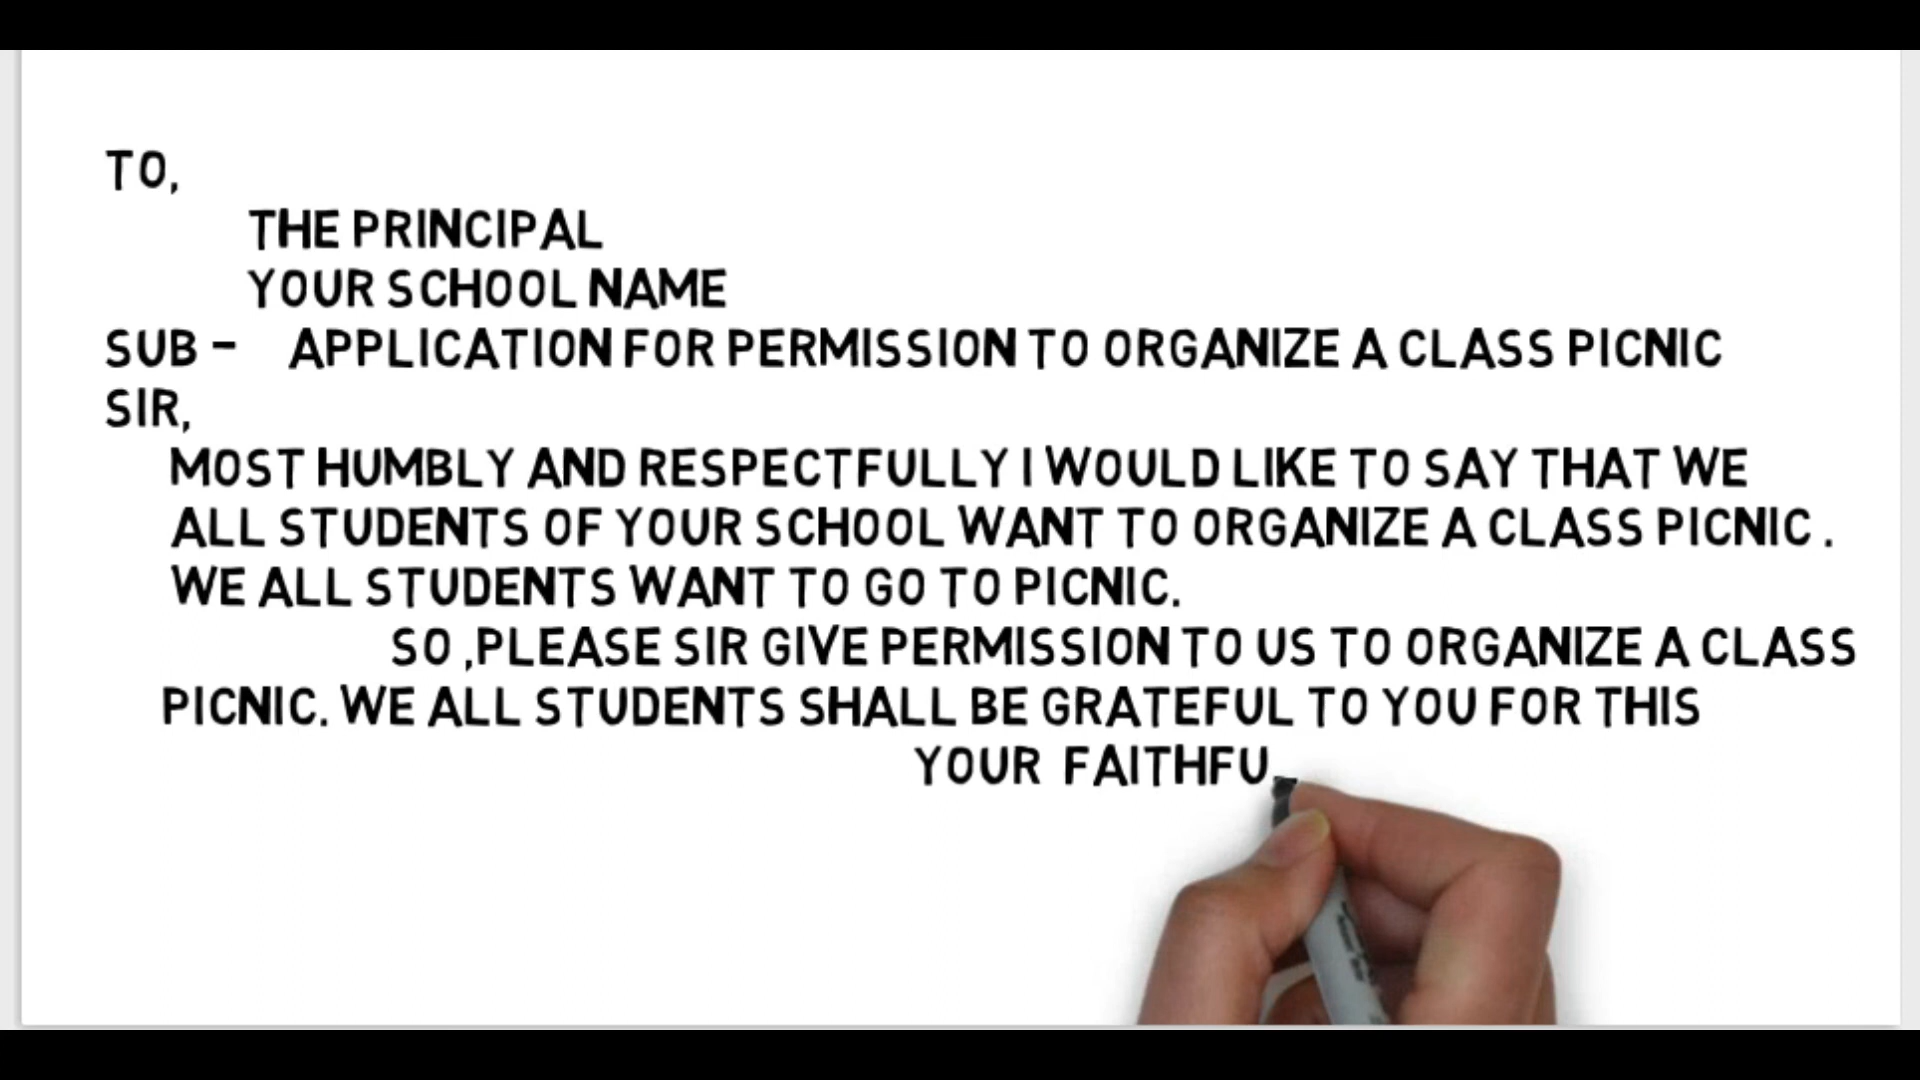 TO,
THE PRINCIPAL
YOUR SCHOOL NAME
SUB - APPLICATION FOR PERMISSION TO ORGANIZE A CLASS PICNIC
SIR,
MOST HUMBLY AND RESPECTFULLY I WOULD LIKE TO SAY THAT WE
ALL STUDENTS OF YOUR SCHOOL WANT TO ORGANIZE A CLASS PICNIC .
WE ALL STUDENTS WANT TO GO TO PICNIC.
SO ,PLEASE SIR GIVE PERMISSION TO US TO ORGANIZE A CLASS
PICNIC. WE ALL STUDENTS SHALL BE GRATEFUL TO YOU FOR THIS
YOUR FAITHFU